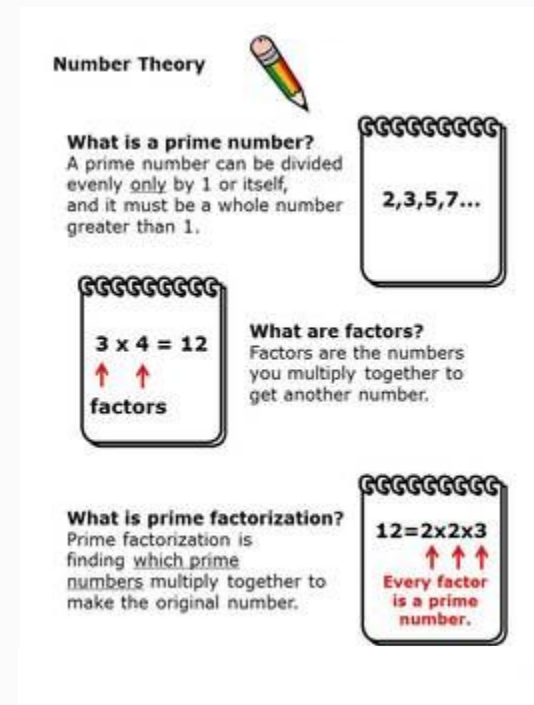 Number Theory
What is a prime number?
A prime number can be divided
evenly only by 1 or itself,
and it must be a whole number
greater than 1.
2,3,5,7...
3 x 4 = 12
factors
What are factors?
Factors are the numbers
you multiply together to
get another number.
What is prime factorization?
Prime factorization is
finding which prime
numbers multiply together to
make the original number.
12=2x2x3
Every factor
is a prime
number.